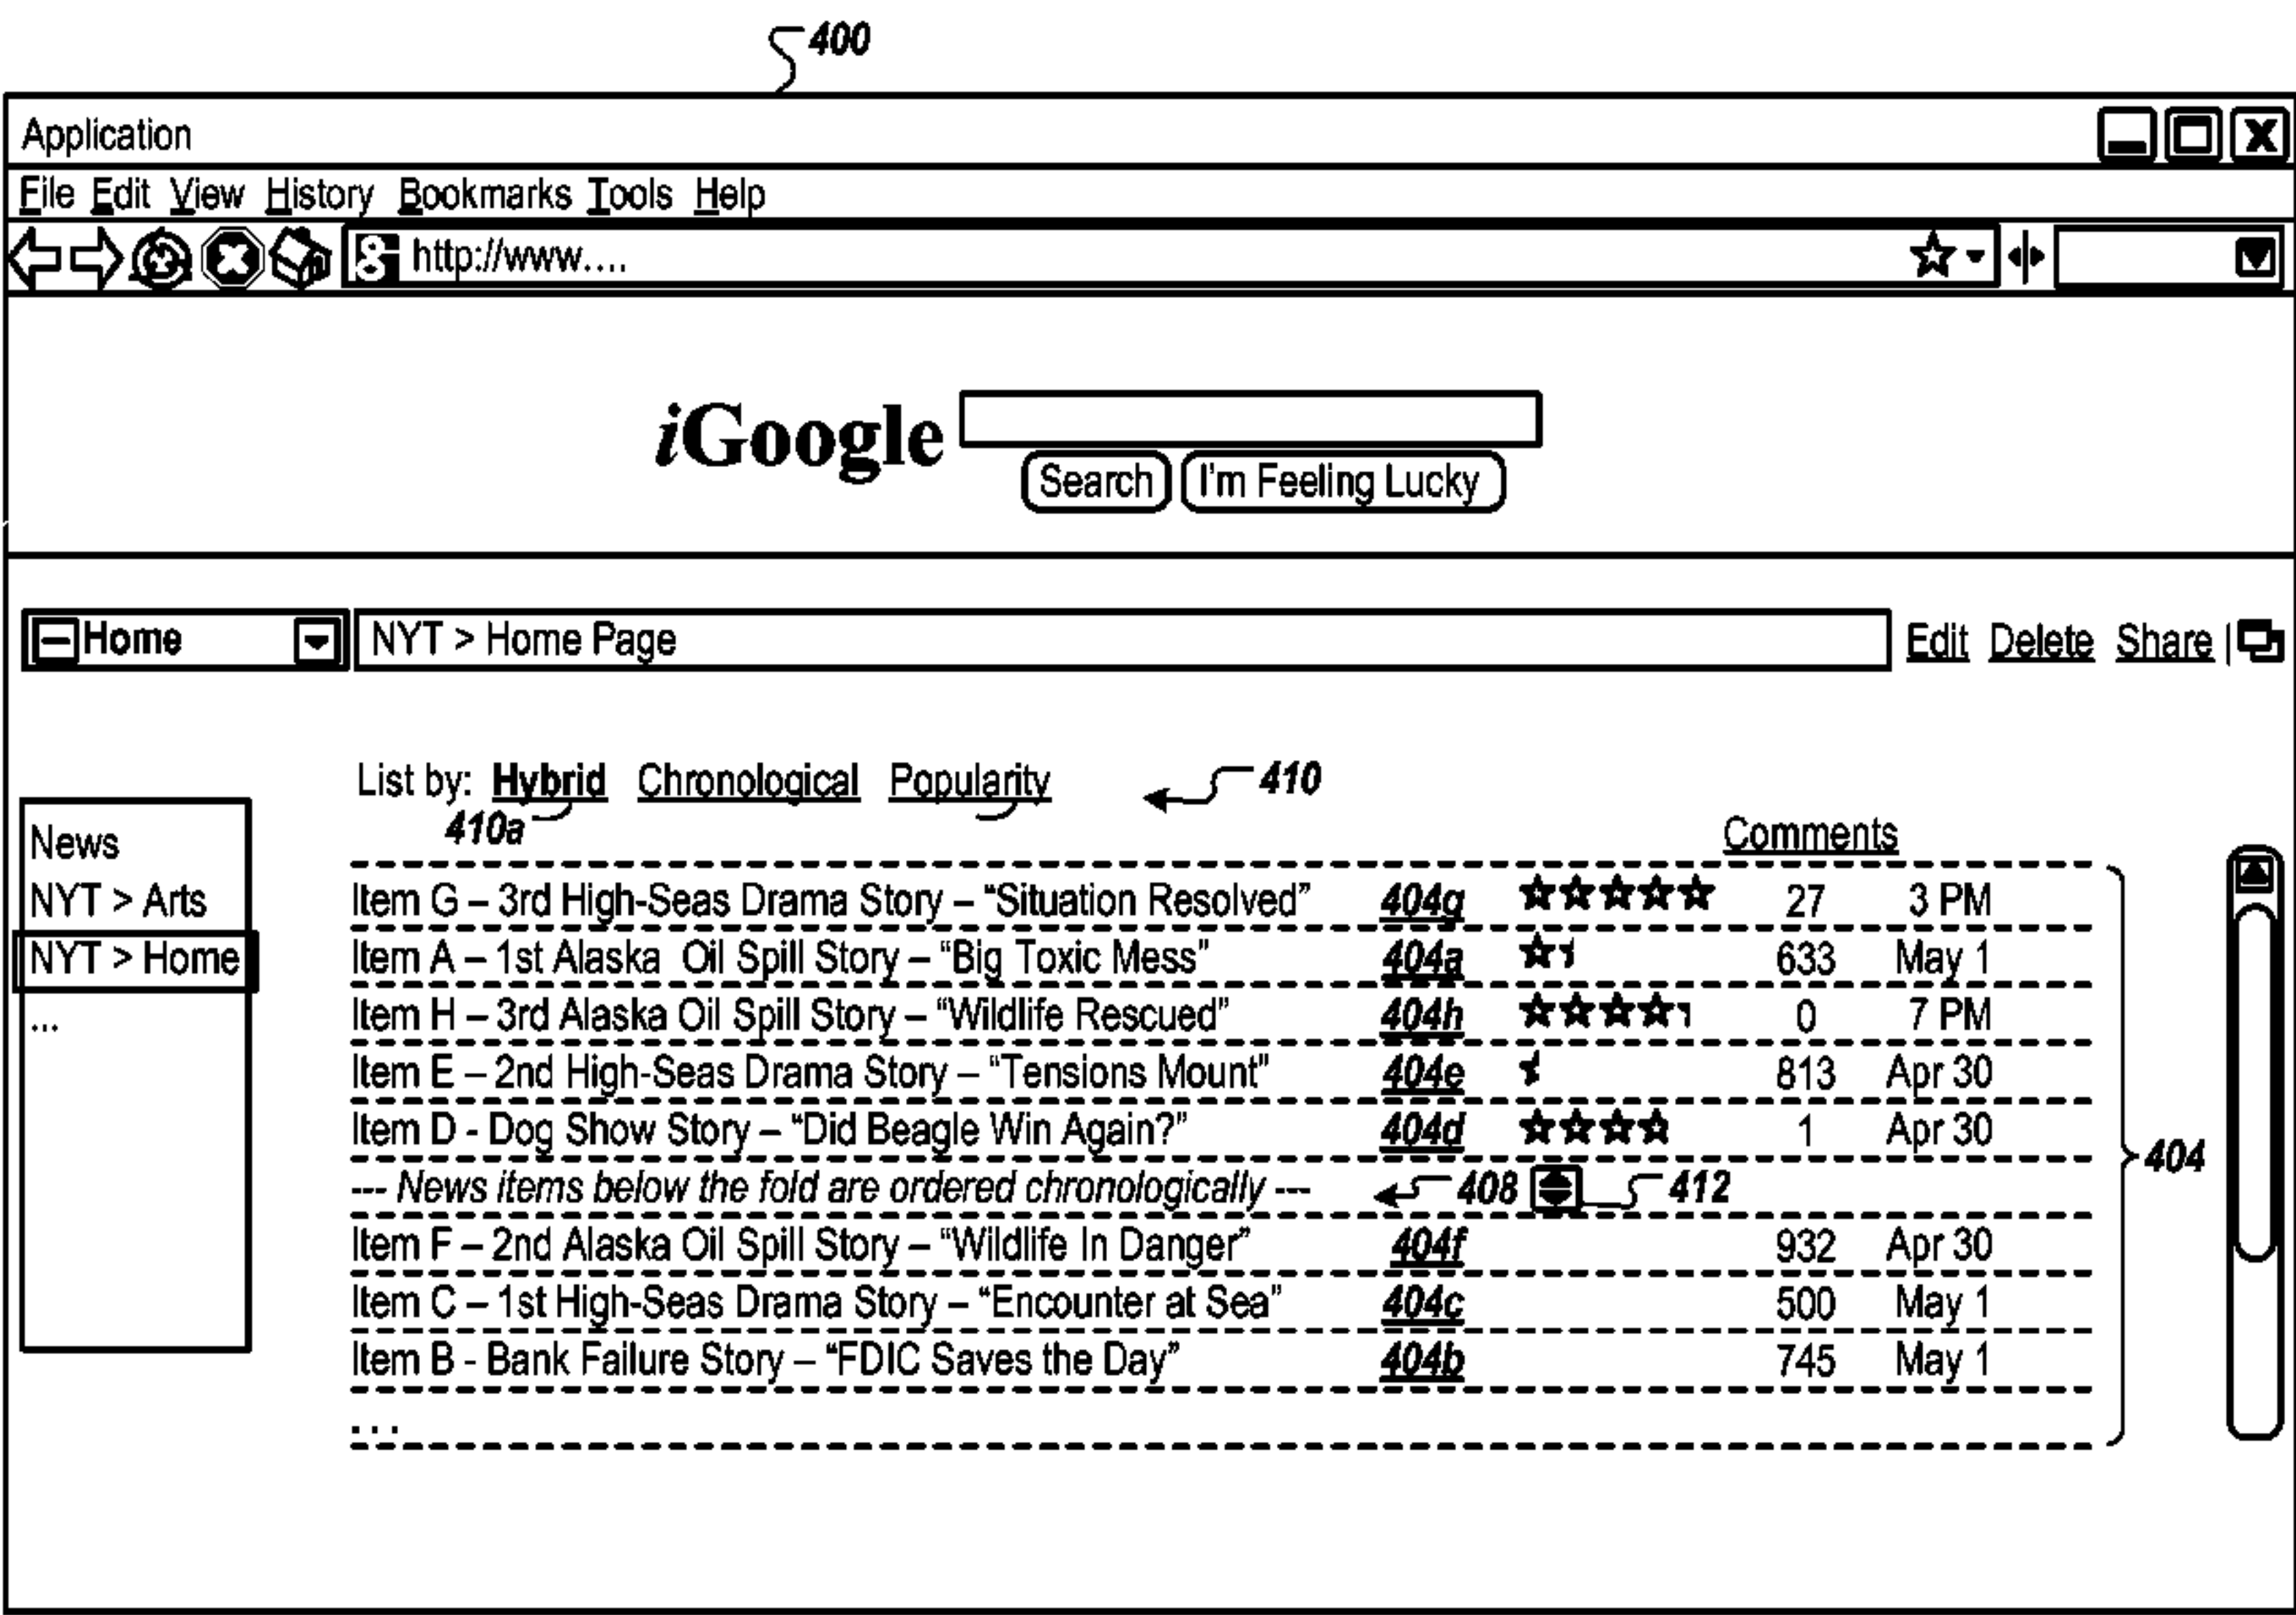 400
Application
File Edit View History Bookmarks Tools Help
http://www....
iGoogle
Search I'm Feeling Lucky
Home NYT > Home Page Edit Delete Share |
List by: Hybrid Chronological Popularity 410
410a
Comments
News
NYT > Arts
NYT > Home
...
Item G – 3rd High-Seas Drama Story – “Situation Resolved” 404g 27 3 PM
Item A – 1st Alaska Oil Spill Story – “Big Toxic Mess” 404a 633 May 1
Item H – 3rd Alaska Oil Spill Story – “Wildlife Rescued” 404h 0 7 PM
Item E – 2nd High-Seas Drama Story – “Tensions Mount” 404e 813 Apr 30
Item D - Dog Show Story – “Did Beagle Win Again?” 404d 1 Apr 30
404
--- News items below the fold are ordered chronologically --- 408 412
Item F – 2nd Alaska Oil Spill Story – “Wildlife In Danger” 404f 932 Apr 30
Item C – 1st High-Seas Drama Story – “Encounter at Sea” 404c 500 May 1
Item B - Bank Failure Story – “FDIC Saves the Day” 404b 745 May 1
. . .